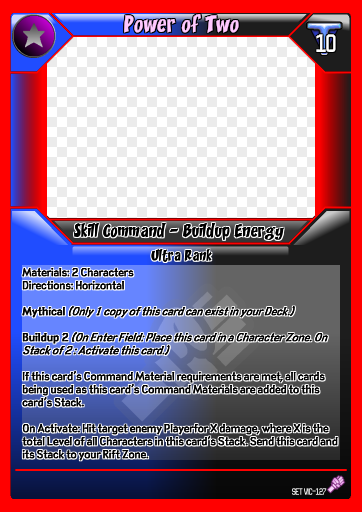 Power of Two
10
Skill Command - Buildup Energy
Ultra Rank
Materials: 2 Characters
Directions: Horizontal
Mythical (Only 1 copy of this card can exist in your Deck.)
Buildup 2 (On Enter Field: Place this card in a Character Zone. On
Stack of 2 : Activate this card.)
If this card's Command Material requirements are met, all cards
being used as this card's Command Materials are added to this
card's Stack.
On Activate: Hit target enemy Player for X damage, where X is the
total Level of all Characters in this card's Stack. Send this card and
its Stack to your Rift Zone.
SET VIC-127